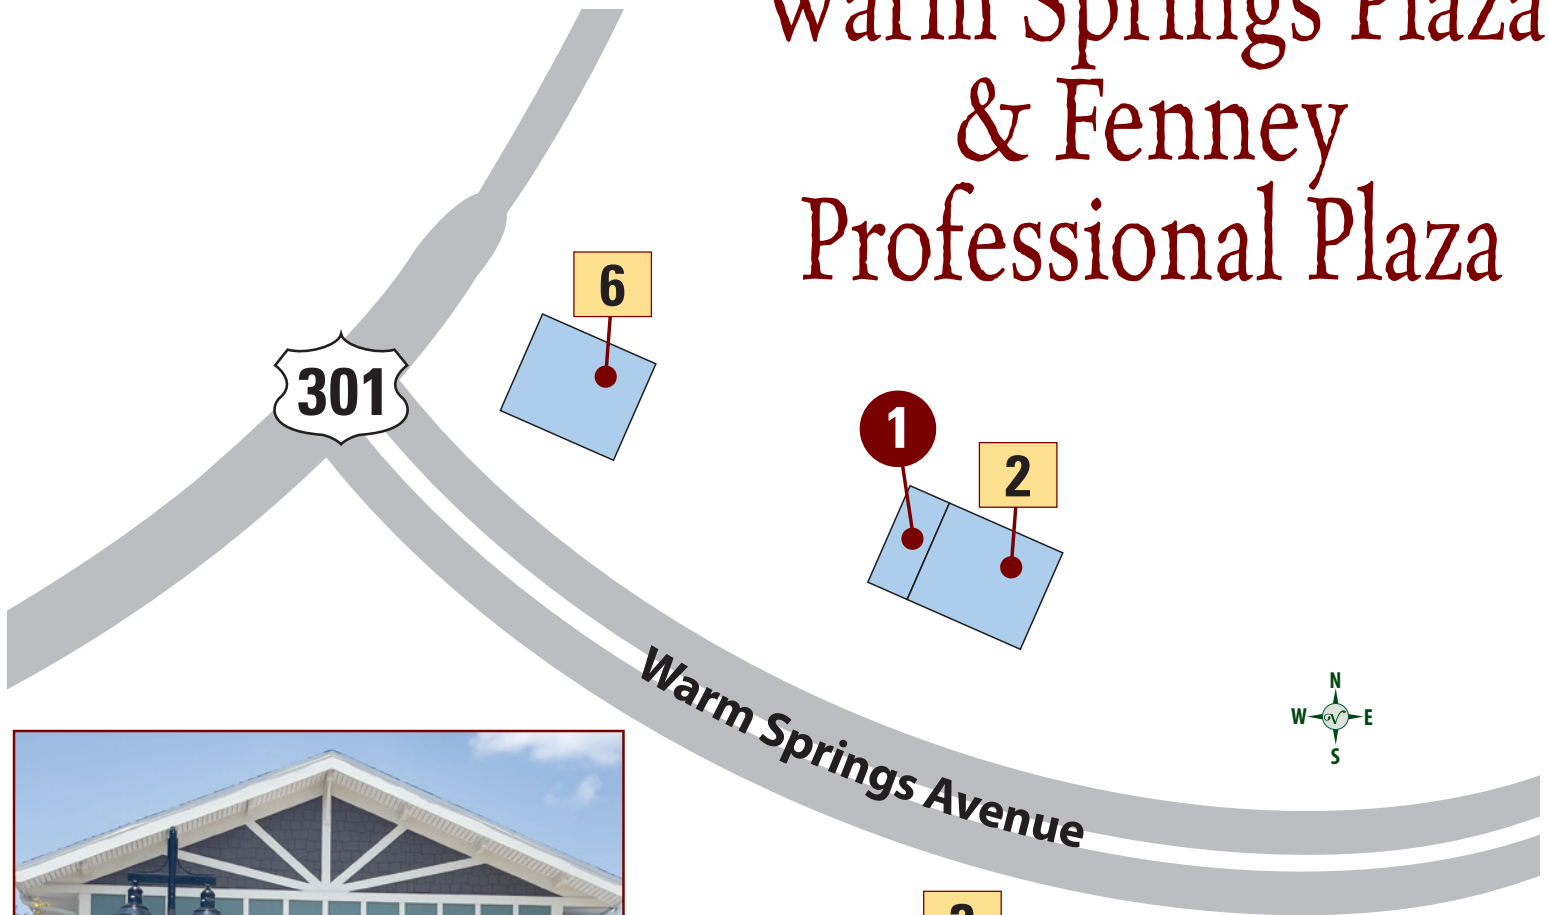 Warm Springs Plaza
& Fenney
Professional Plaza
6
301
1
2
Warm Springs Avenue
N
W V E
S